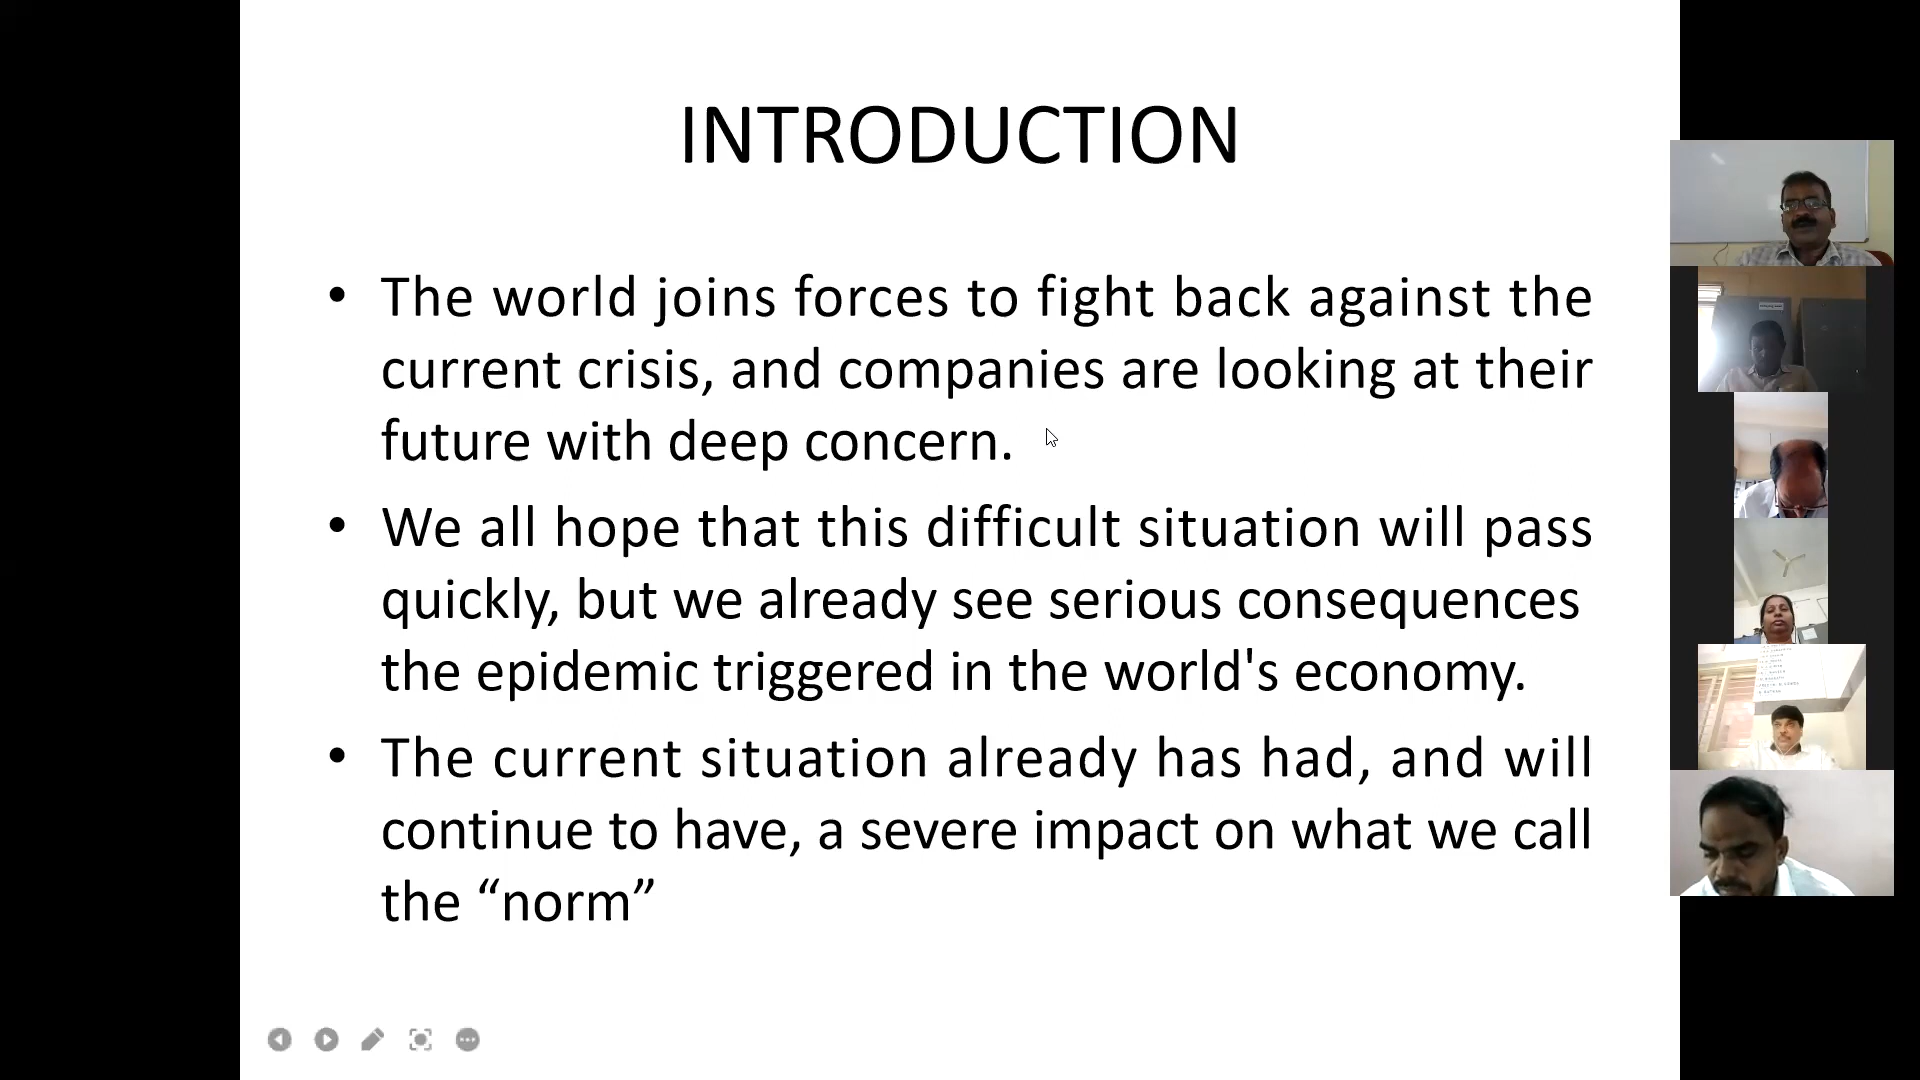 INTRODUCTION
• The world joins forces to fight back against the
current crisis, and companies are looking at their
future with deep concern.
• We all hope that this difficult situation will pass
quickly, but we already see serious consequences
the epidemic triggered in the world's economy.
• The current situation already has had, and will
continue to have, a severe impact on what we call
the “norm”